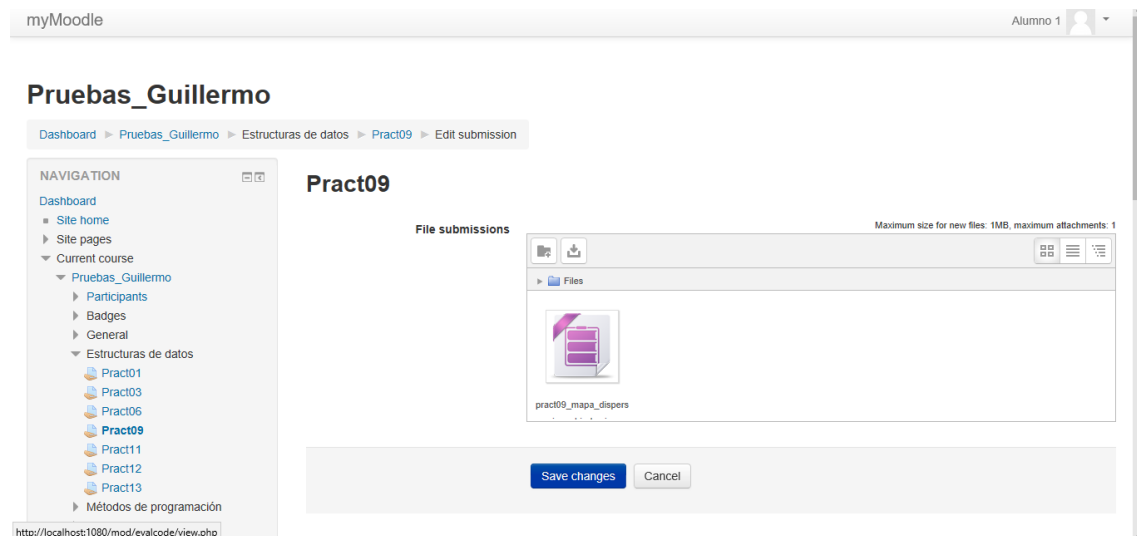 myMoodle
Alumno 1
Pruebas_Guillermo
Dashboard Pruebas_Guillermo Estructuras de datos Pract09 Edit submission
NAVIGATION
Dashboard
Site home
Site pages
Current course
Pruebas_Guillermo
Participants
Badges
General
Estructuras de datos
Pract01
Pract03
Pract06
Pract09
Pract11
Pract12
Pract13
Métodos de programación
http://localhost:1080/mod/evalcode/view.php
Pract09
File submissions
Maximum size for new files: 1MB, maximum attachments: 1
Files
pract09_mapa_dispers
Save changes
Cancel